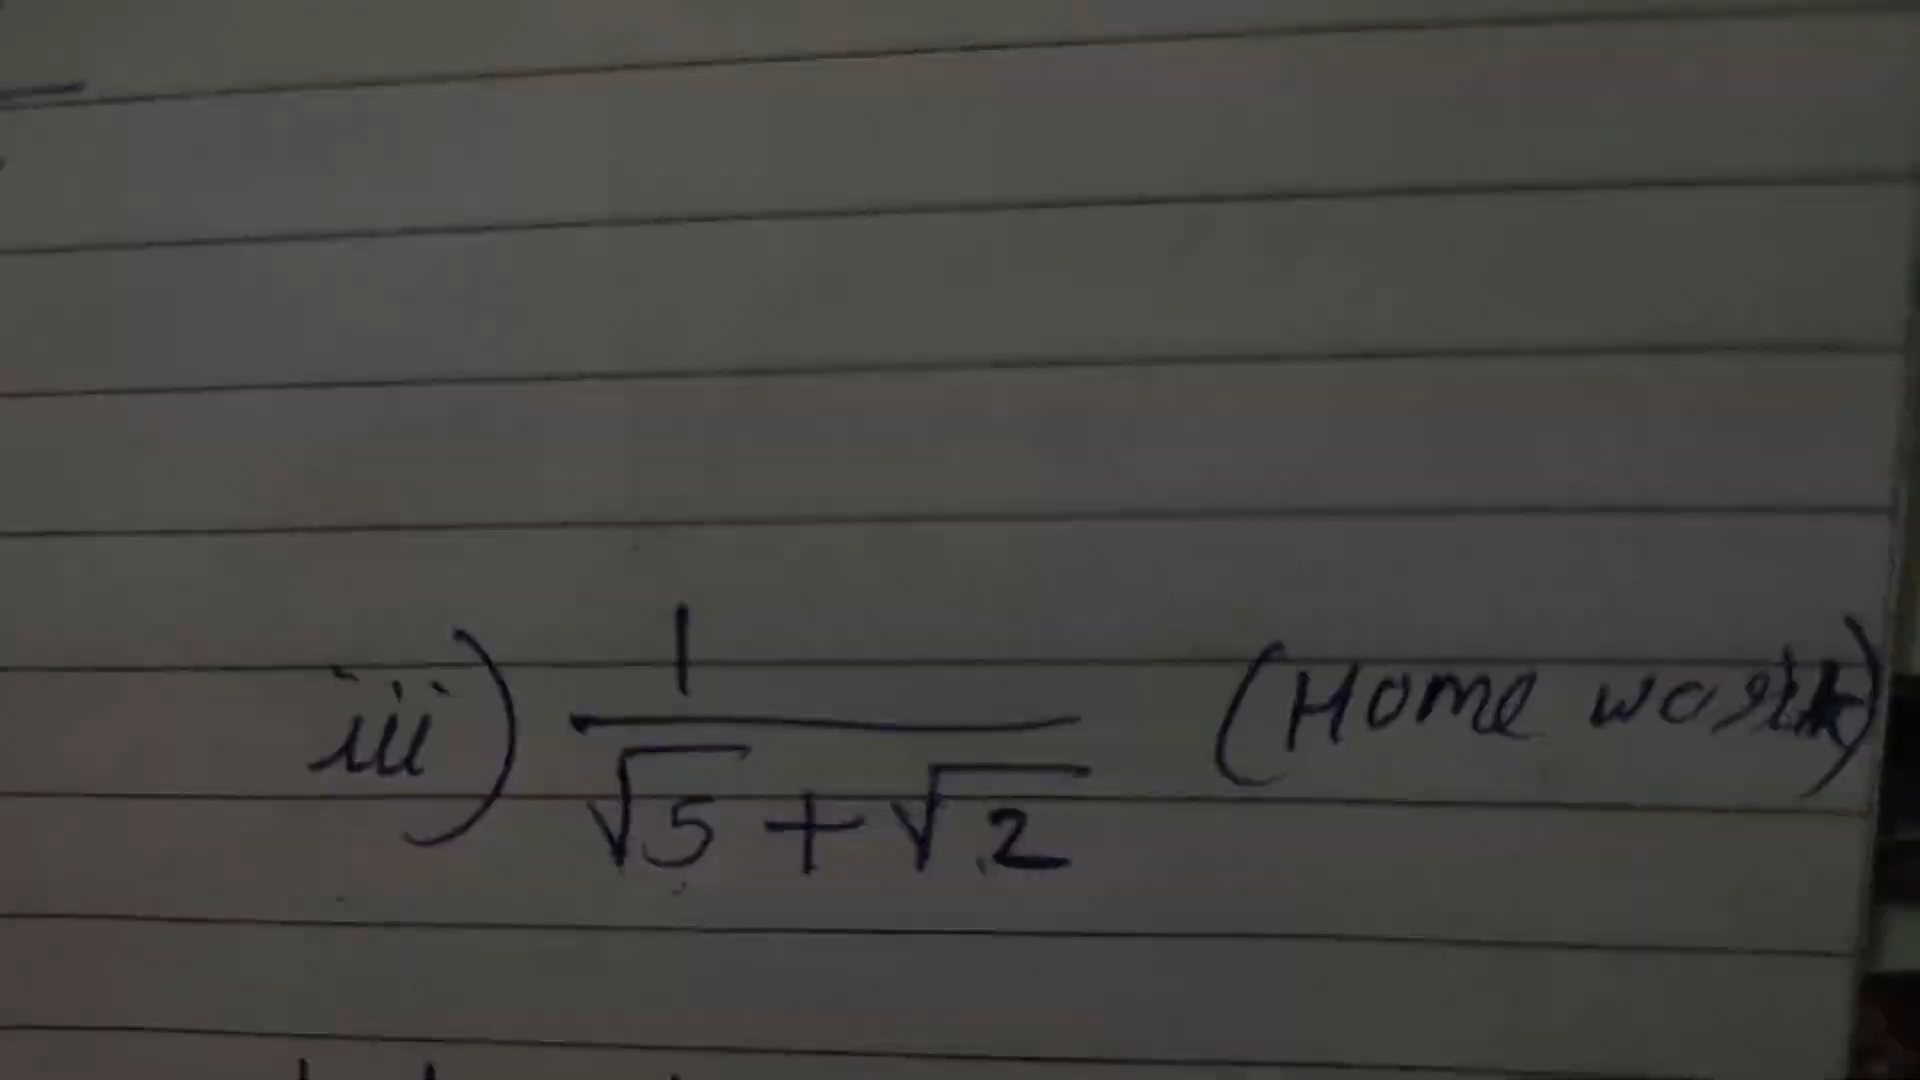 iii) 1/(√5 + √2) (Home work)